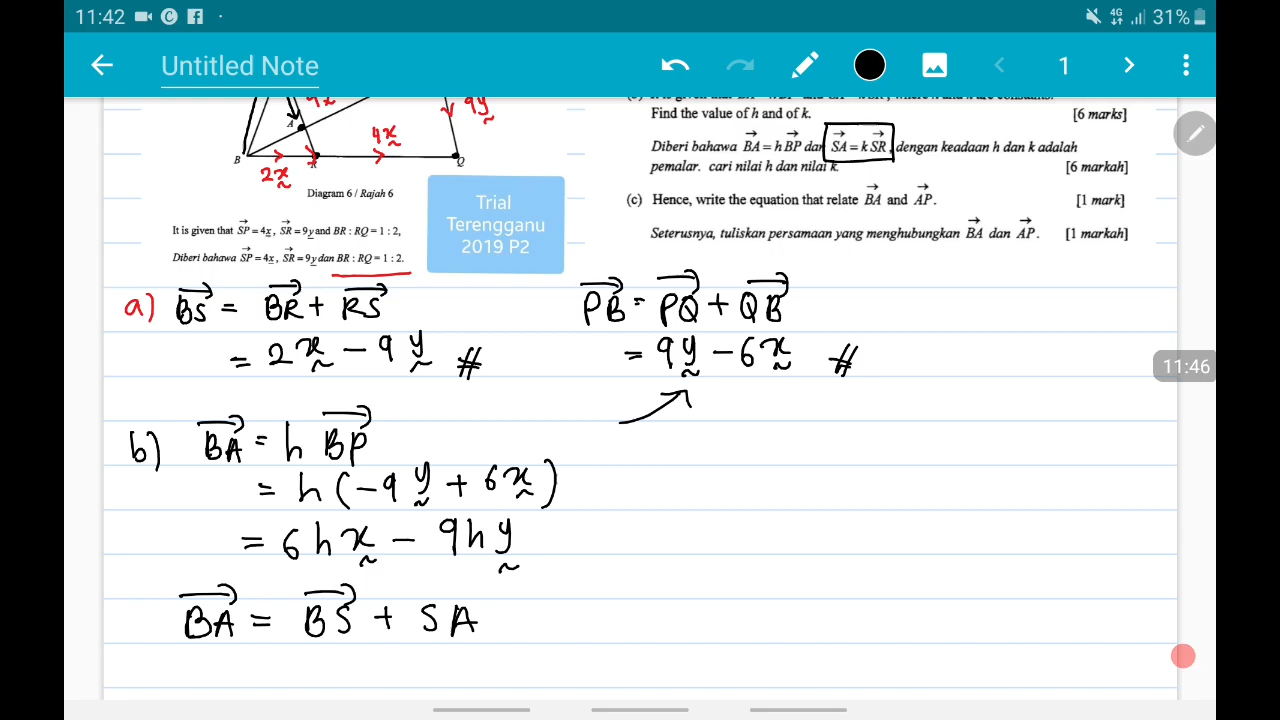 11:42 4G 31%
Untitled Note 1
9y
4x
A
B
Q
2x
Diagram 6 / Rajah 6
It is given that SP = 4x, SR = 9y and BR : RQ = 1 : 2,
Diberi bahawa SP = 4x, SR = 9y dan BR : RQ = 1 : 2.
Trial
Terengganu
2019 P2
Find the value of h and of k. [6 marks]
Diberi bahawa BA = h BP dan SA = k SR, dengan keadaan h dan k adalah
pemalar. cari nilai h dan nilai k. [6 markah]
(c) Hence, write the equation that relate BA and AP. [1 mark]
Seterusnya, tuliskan persamaan yang menghubungkan BA dan AP. [1 markah]
a) BS = BR + RS
= 2x - 9y #
PB = PQ + QB
= 9y - 6x #
11:46
b) BA = h BP
= h(-9y + 6x)
= 6hx - 9hy
BA = BS + SA